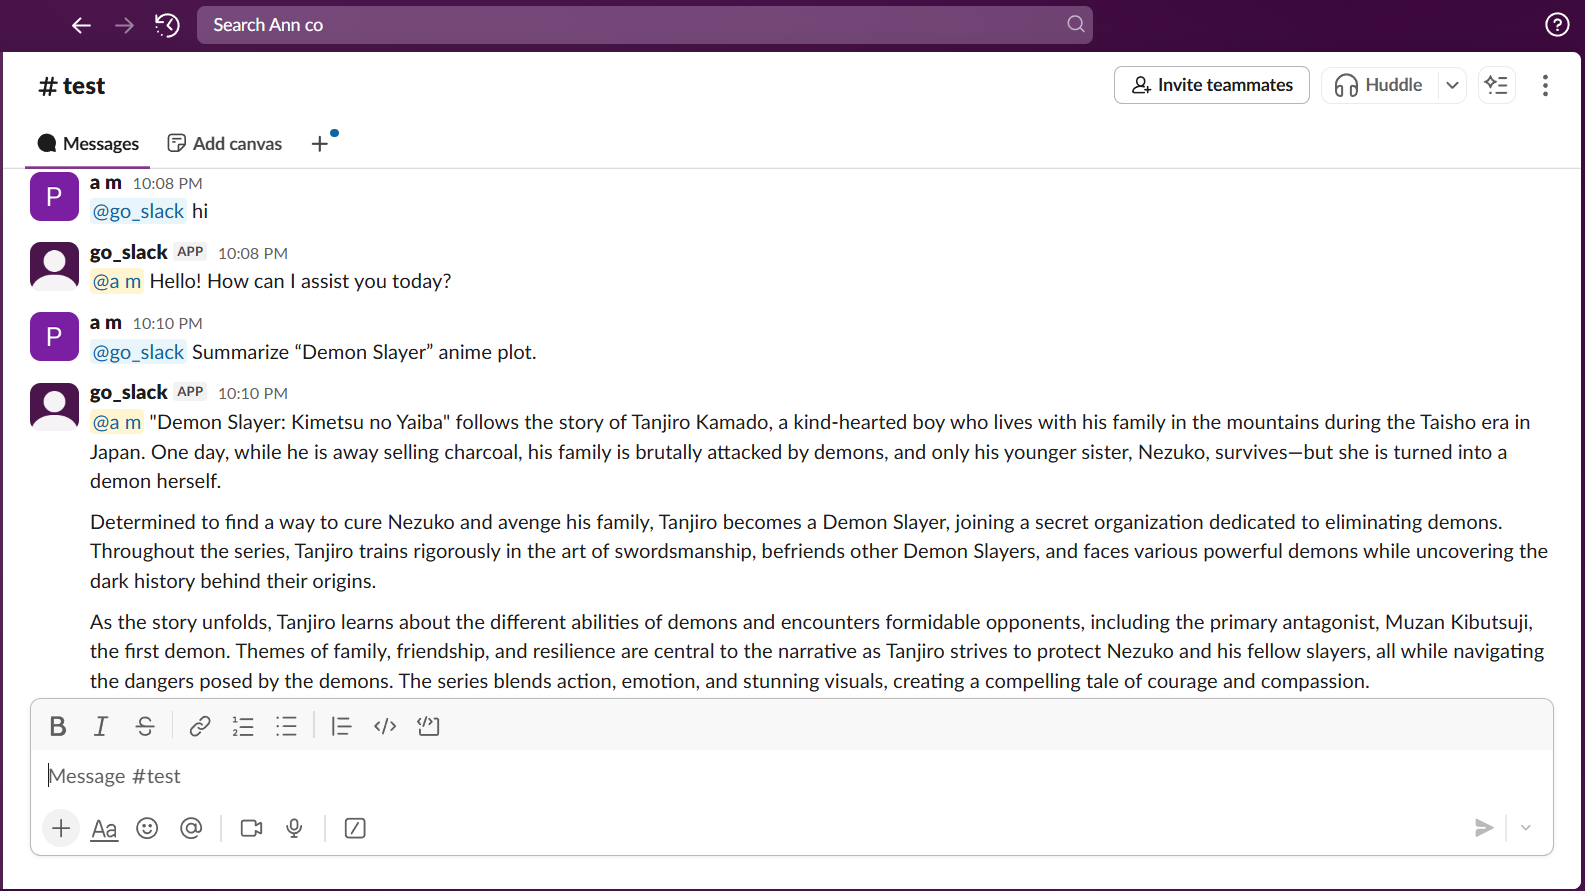 Search Ann co
# test
Invite teammates
Huddle
Messages
Add canvas
P
a m 10:08 PM
@go_slack hi
go_slack APP 10:08 PM
@a m Hello! How can I assist you today?
P
a m 10:10 PM
@go_slack Summarize “Demon Slayer” anime plot.
go_slack APP 10:10 PM
@a m "Demon Slayer: Kimetsu no Yaiba" follows the story of Tanjiro Kamado, a kind-hearted boy who lives with his family in the mountains during the Taisho era in
Japan. One day, while he is away selling charcoal, his family is brutally attacked by demons, and only his younger sister, Nezuko, survives—but she is turned into a
demon herself.
Determined to find a way to cure Nezuko and avenge his family, Tanjiro becomes a Demon Slayer, joining a secret organization dedicated to eliminating demons.
Throughout the series, Tanjiro trains rigorously in the art of swordsmanship, befriends other Demon Slayers, and faces various powerful demons while uncovering the
dark history behind their origins.
As the story unfolds, Tanjiro learns about the different abilities of demons and encounters formidable opponents, including the primary antagonist, Muzan Kibutsuji,
the first demon. Themes of family, friendship, and resilience are central to the narrative as Tanjiro strives to protect Nezuko and his fellow slayers, all while navigating
the dangers posed by the demons. The series blends action, emotion, and stunning visuals, creating a compelling tale of courage and compassion.
B I S
Message #test
Aa